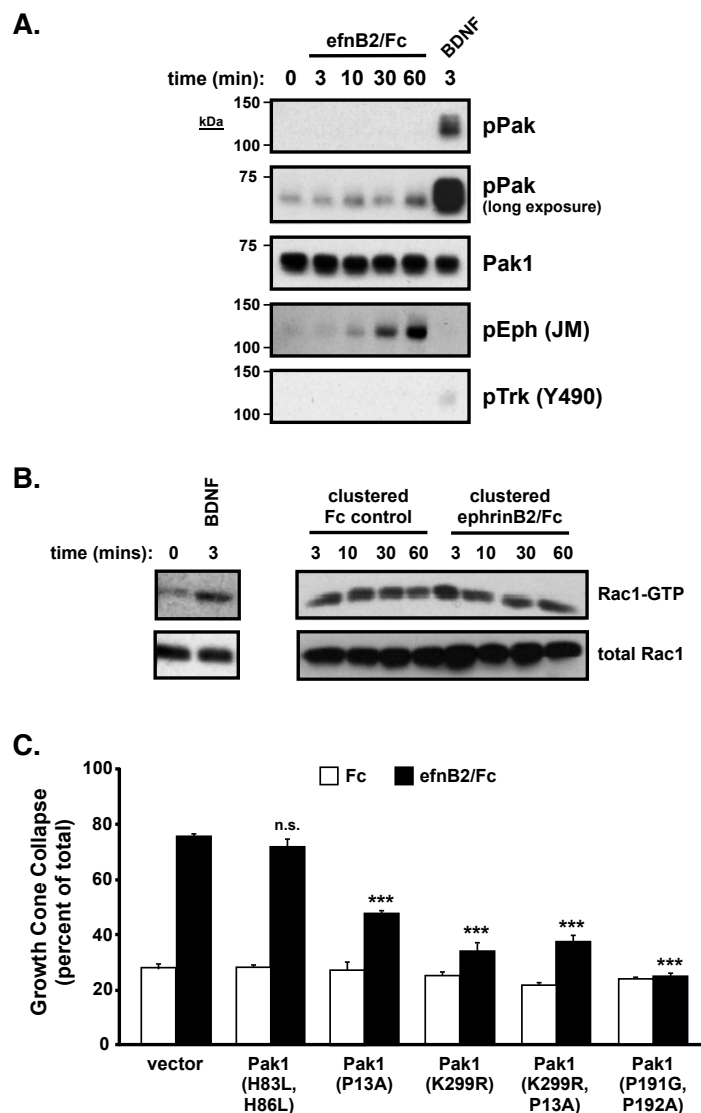 A.
efnB2/Fc
BDNF
time (min): 0 3 10 30 60 3
kDa
150
100
pPak
75
pPak
(long exposure)
75
Pak1
150
100
pEph (JM)
150
100
pTrk (Y490)
B.
BDNF
clustered
Fc control
clustered
ephrinB2/Fc
time (mins): 0 3 3 10 30 60 3 10 30 60
Rac1-GTP
total Rac1
C.
Growth Cone Collapse
(percent of total)
100
80
60
40
20
0
Fc
efnB2/Fc
n.s.
***
***
***
***
vector
Pak1
(H83L,
H86L)
Pak1
(P13A)
Pak1
(K299R)
Pak1
(K299R,
P13A)
Pak1
(P191G,
P192A)